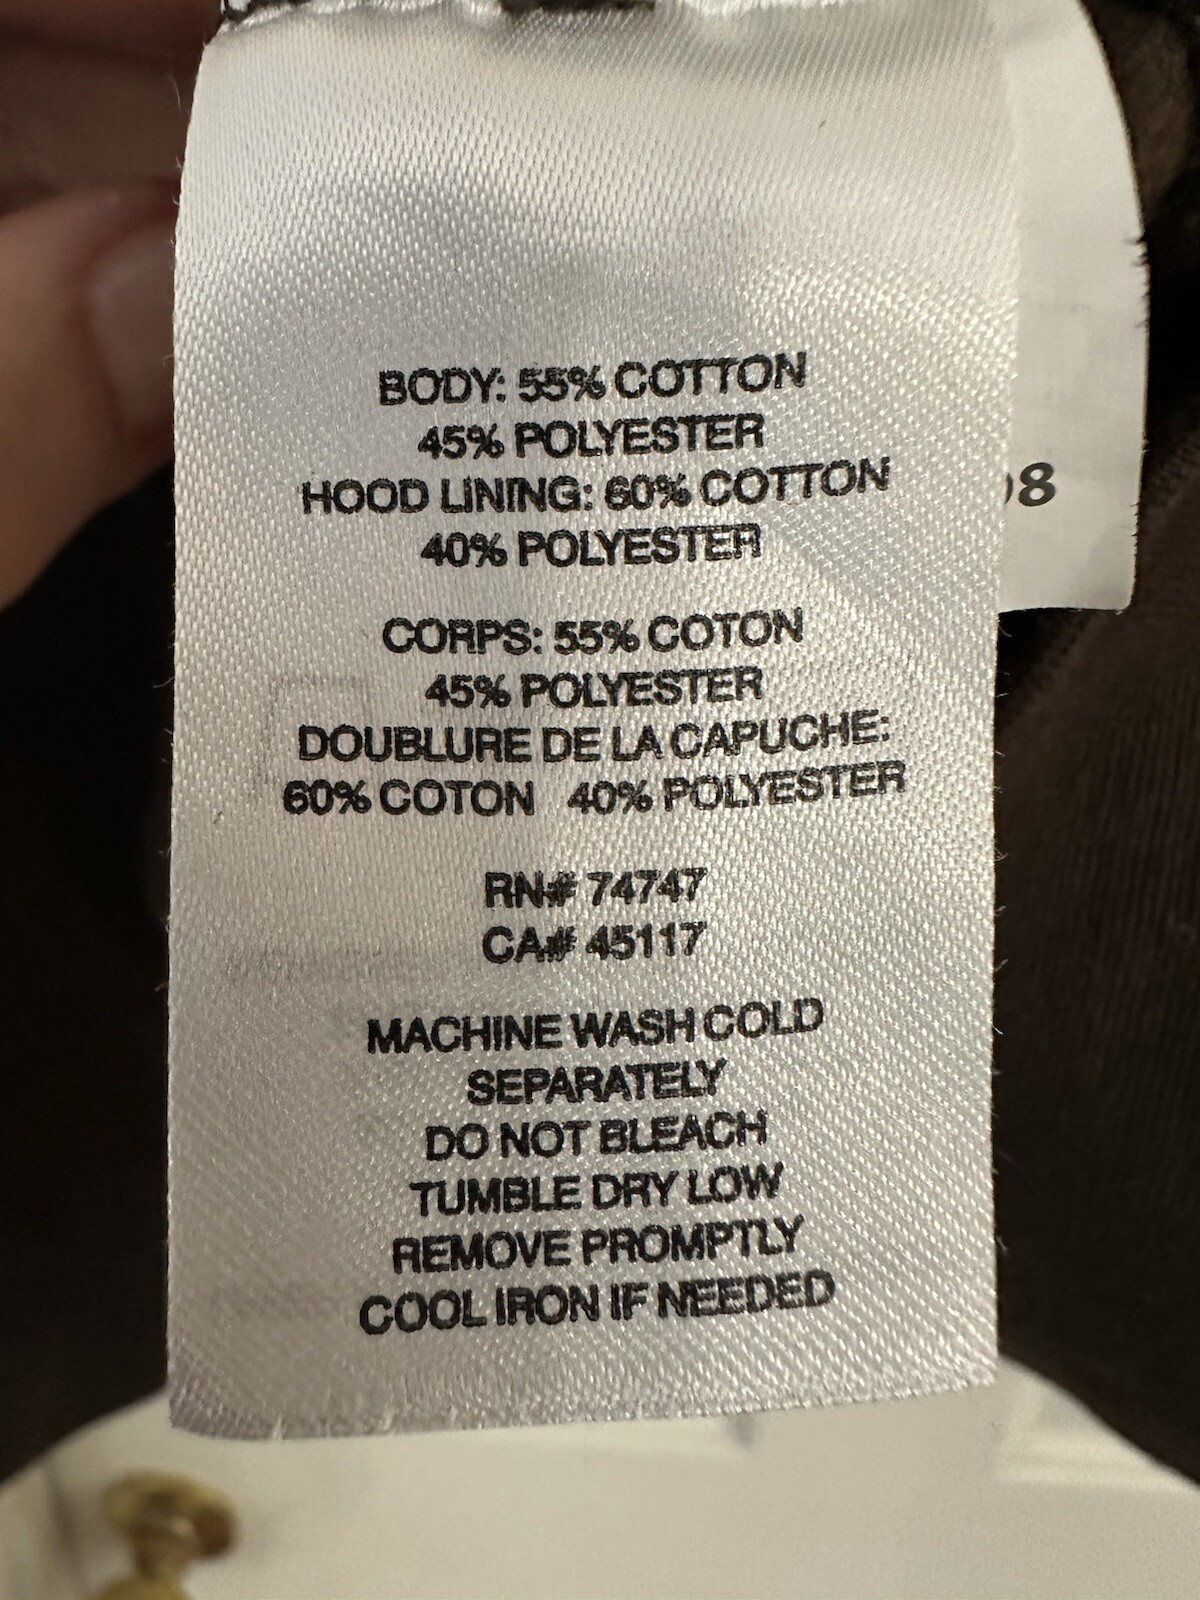 BODY: 55% COTTON
45% POLYESTER
HOOD LINING: 60% COTTON
40% POLYESTER
CORPS: 55% COTON
45% POLYESTER
DOUBLURE DE LA CAPUCHE:
60% COTON 40% POLYESTER
RN# 74747
CA# 45117
MACHINE WASH COLD
SEPARATELY
DO NOT BLEACH
TUMBLE DRY LOW
REMOVE PROMPTLY
COOL IRON IF NEEDED